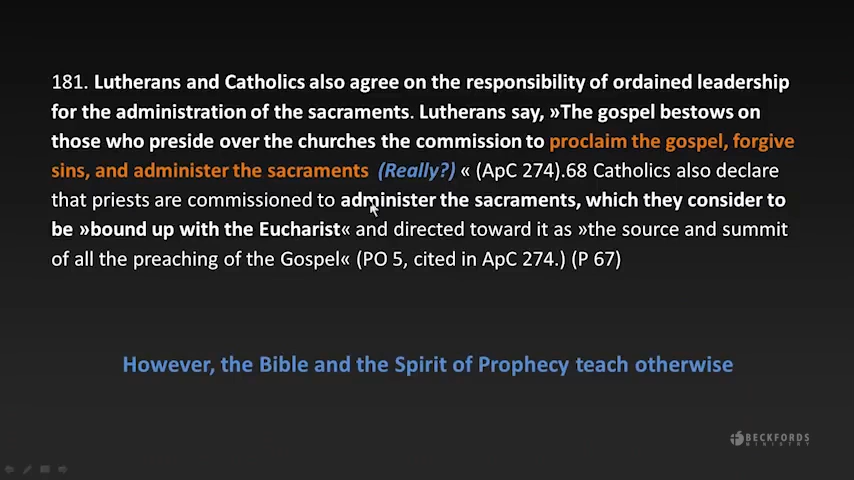 181. Lutherans and Catholics also agree on the responsibility of ordained leadership
for the administration of the sacraments. Lutherans say, »The gospel bestows on
those who preside over the churches the commission to proclaim the gospel, forgive
sins, and administer the sacraments (Really?) « (ApC 274).68 Catholics also declare
that priests are commissioned to administer the sacraments, which they consider to
be »bound up with the Eucharist« and directed toward it as »the source and summit
of all the preaching of the Gospel« (PO 5, cited in ApC 274.) (P 67)
However, the Bible and the Spirit of Prophecy teach otherwise
BECKFORDS
MINISTRY